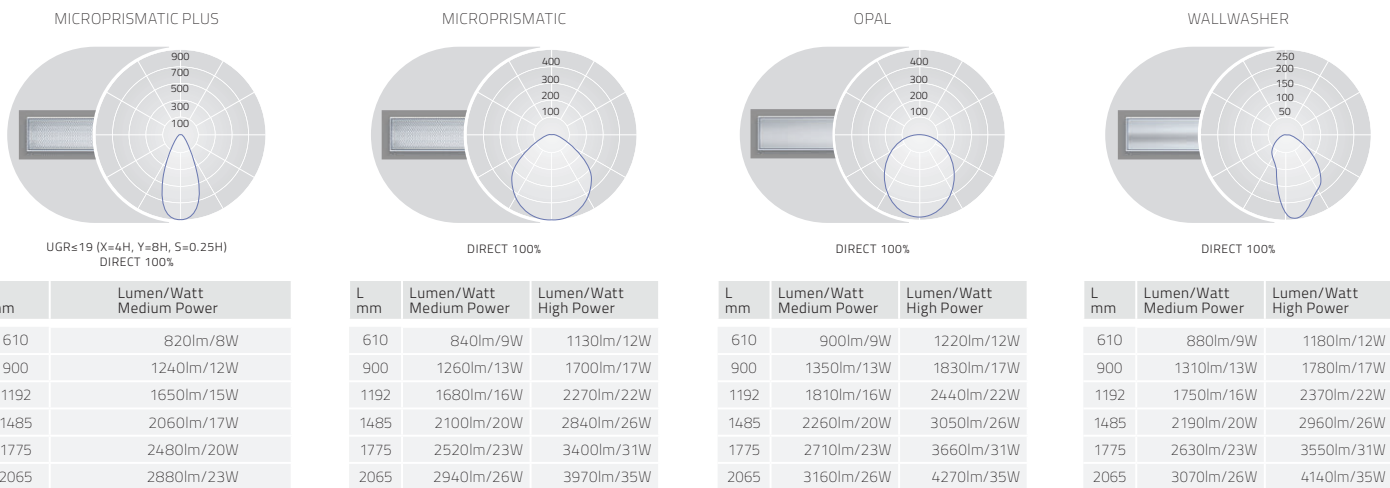 MICROPRISMATIC PLUS
900
700
500
300
100
UGR≤19 (X=4H, Y=8H, S=0.25H)
DIRECT 100%
Lumen/Watt
mm Medium Power
610 820lm/8W
900 1240lm/12W
1192 1650lm/15W
1485 2060lm/17W
1775 2480lm/20W
2065 2880lm/23W
MICROPRISMATIC
400
300
200
100
DIRECT 100%
L Lumen/Watt Lumen/Watt
mm Medium Power High Power
610 840lm/9W 1130lm/12W
900 1260lm/13W 1700lm/17W
1192 1680lm/16W 2270lm/22W
1485 2100lm/20W 2840lm/26W
1775 2520lm/23W 3400lm/31W
2065 2940lm/26W 3970lm/35W
OPAL
400
300
200
100
DIRECT 100%
L Lumen/Watt Lumen/Watt
mm Medium Power High Power
610 900lm/9W 1220lm/12W
900 1350lm/13W 1830lm/17W
1192 1810lm/16W 2440lm/22W
1485 2260lm/20W 3050lm/26W
1775 2710lm/23W 3660lm/31W
2065 3160lm/26W 4270lm/35W
WALLWASHER
250
200
150
100
50
DIRECT 100%
L Lumen/Watt Lumen/Watt
mm Medium Power High Power
610 880lm/9W 1180lm/12W
900 1310lm/13W 1780lm/17W
1192 1750lm/16W 2370lm/22W
1485 2190lm/20W 2960lm/26W
1775 2630lm/23W 3550lm/31W
2065 3070lm/26W 4140lm/35W